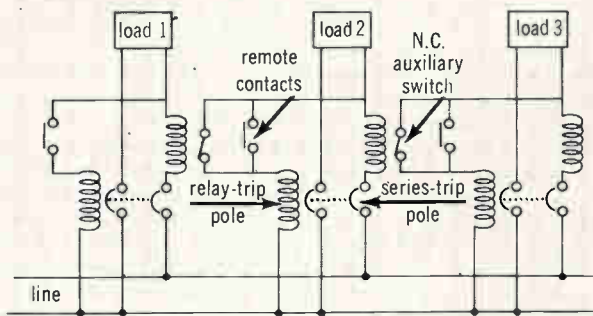 load 1
load 2
load 3
remote
contacts
N.C.
auxiliary
switch
relay-trip
pole
series-trip
pole
line